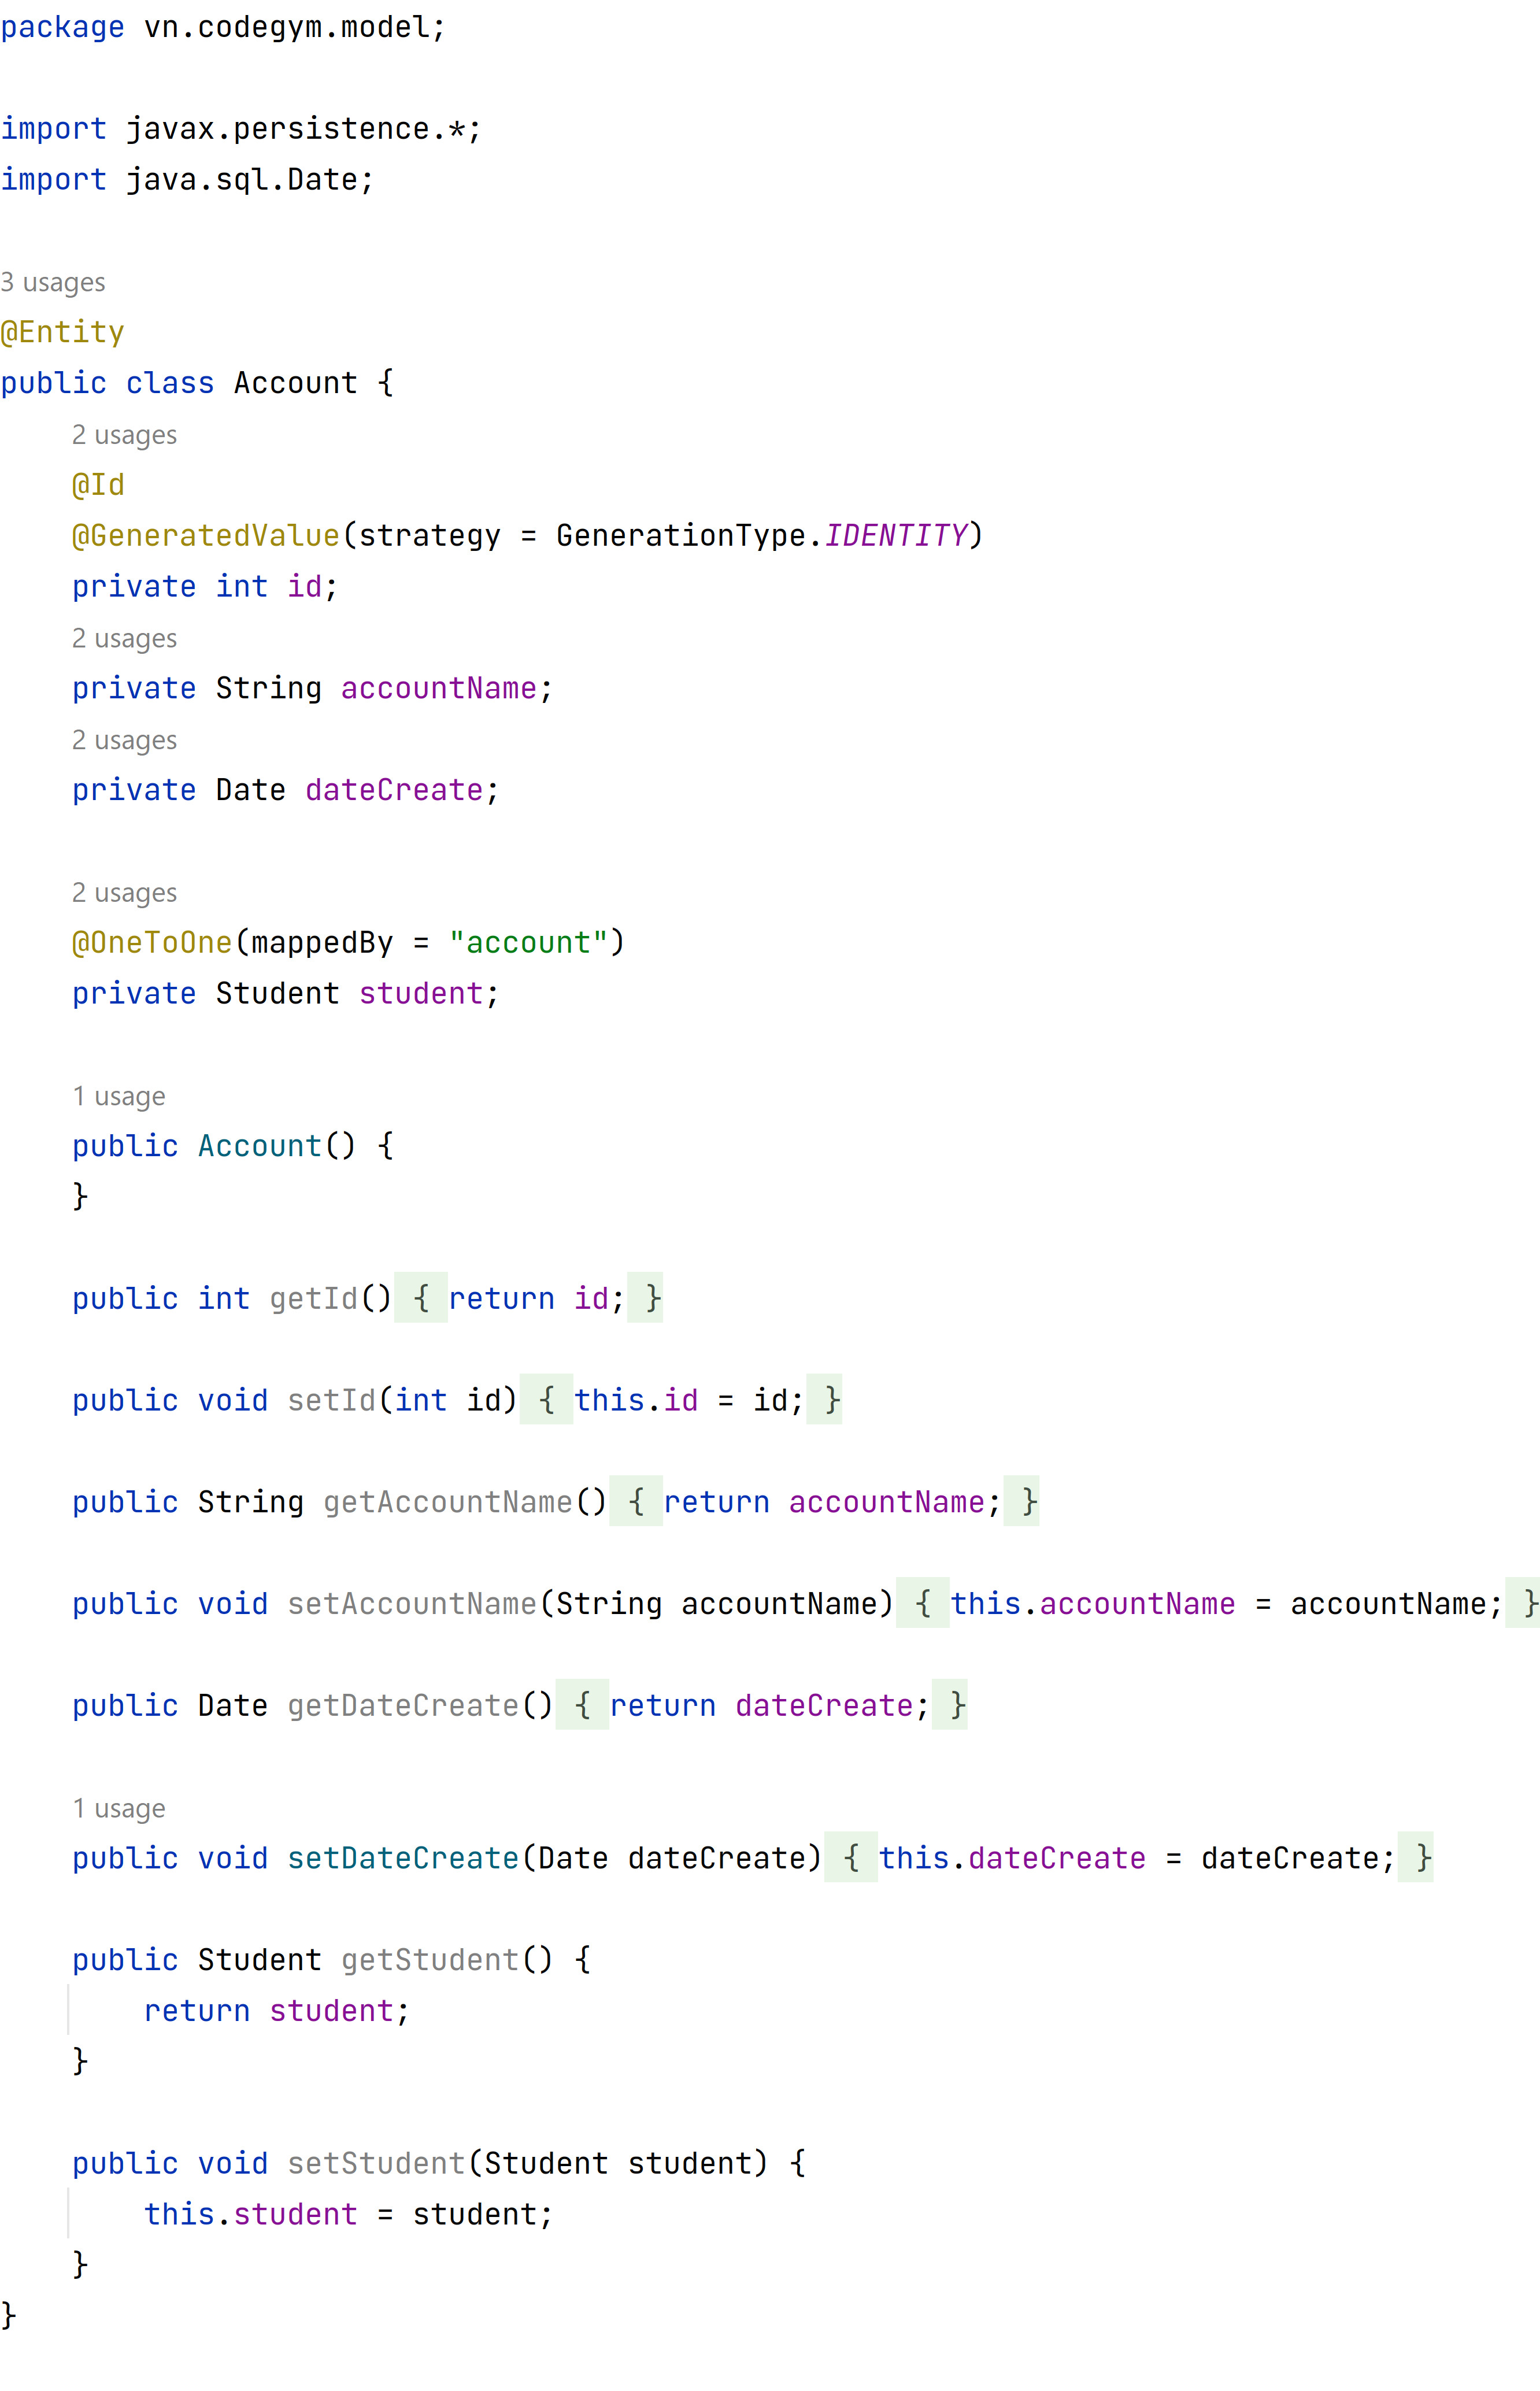 package vn.codegym.model;
import javax.persistence.*;
import java.sql.Date;
3 usages
@Entity
public class Account {
2 usages
@Id
@GeneratedValue(strategy = GenerationType.IDENTITY)
private int id;
2 usages
private String accountName;
2 usages
private Date dateCreate;
2 usages
@OneToOne(mappedBy = "account")
private Student student;
1 usage
public Account() {
}
public int getId() { return id; }
public void setId(int id) { this.id = id; }
public String getAccountName() { return accountName; }
public void setAccountName(String accountName) { this.accountName = accountName; }
public Date getDateCreate() { return dateCreate; }
1 usage
public void setDateCreate(Date dateCreate) { this.dateCreate = dateCreate; }
public Student getStudent() {
return student;
}
public void setStudent(Student student) {
this.student = student;
}
}